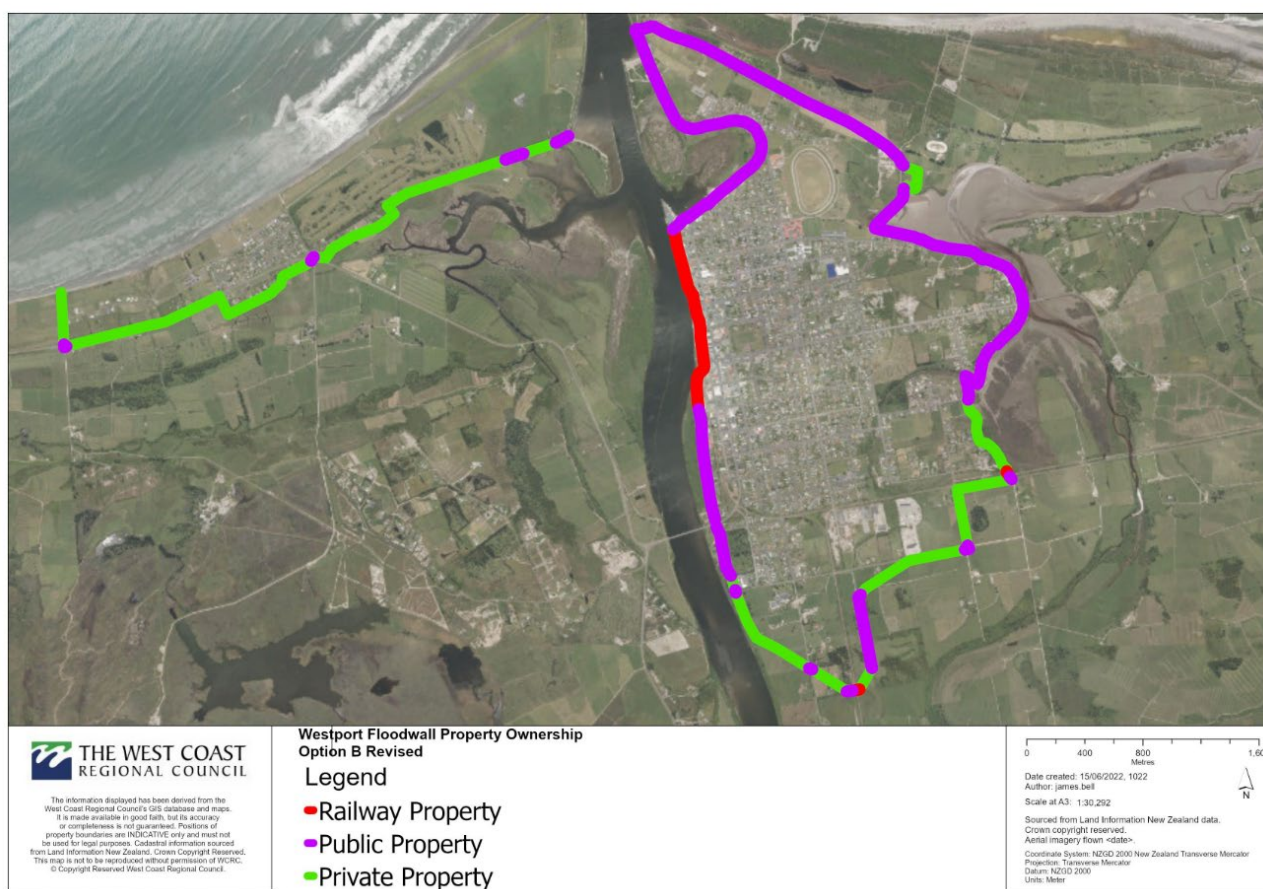 THE WEST COAST
REGIONAL COUNCIL
The information displayed has been derived from the
West Coast Regional Council's GIS database and maps.
It is made available in good faith, but its accuracy
or completeness is not guaranteed. Positions of
property boundaries are INDICATIVE only and must not
be used for legal purposes. Cadastral information sourced
from Land Information New Zealand. Crown Copyright Reserved.
This map is not to be reproduced without permission of WCRC.
© Copyright Reserved West Coast Regional Council.
Westport Floodwall Property Ownership
Option B Revised
Legend
Railway Property
Public Property
Private Property
0 400 800 1,60
Metres
Date created: 15/06/2022, 1022
Author: james.bell
Scale at A3: 1:30,292
N
Sourced from Land Information New Zealand data.
Crown copyright reserved.
Aerial imagery flown <date>.
Coordinate System: NZGD 2000 New Zealand Transverse Mercator
Projection: Transverse Mercator
Datum: NZGD 2000
Units: Meter